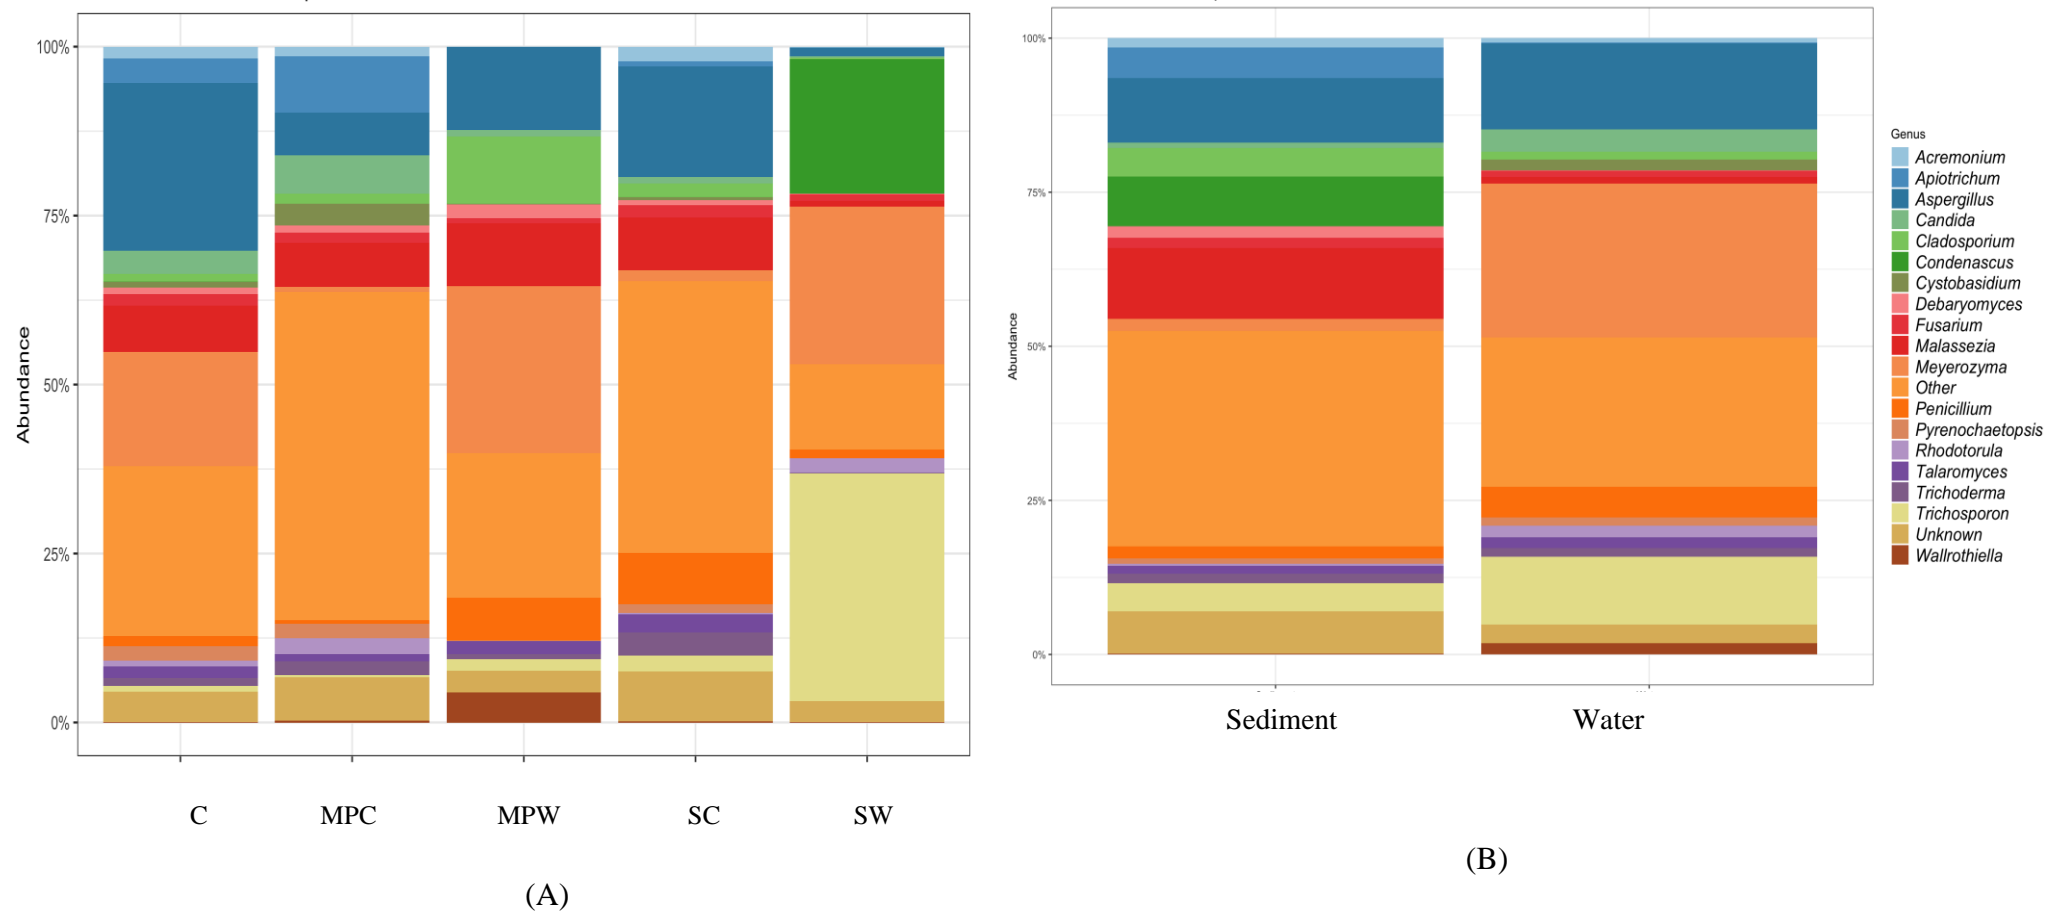 100%
75%
50%
25%
0%
Abundance
C MPC MPW SC SW
(A)
100%
75%
50%
25%
0%
Abundance
Sediment Water
(B)
Genus
Acremonium
Apiotrichum
Aspergillus
Candida
Cladosporium
Condenascus
Cystobasidium
Debaryomyces
Fusarium
Malassezia
Meyerozyma
Other
Penicillium
Pyrenochaetopsis
Rhodotorula
Talaromyces
Trichoderma
Trichosporon
Unknown
Wallrothiella